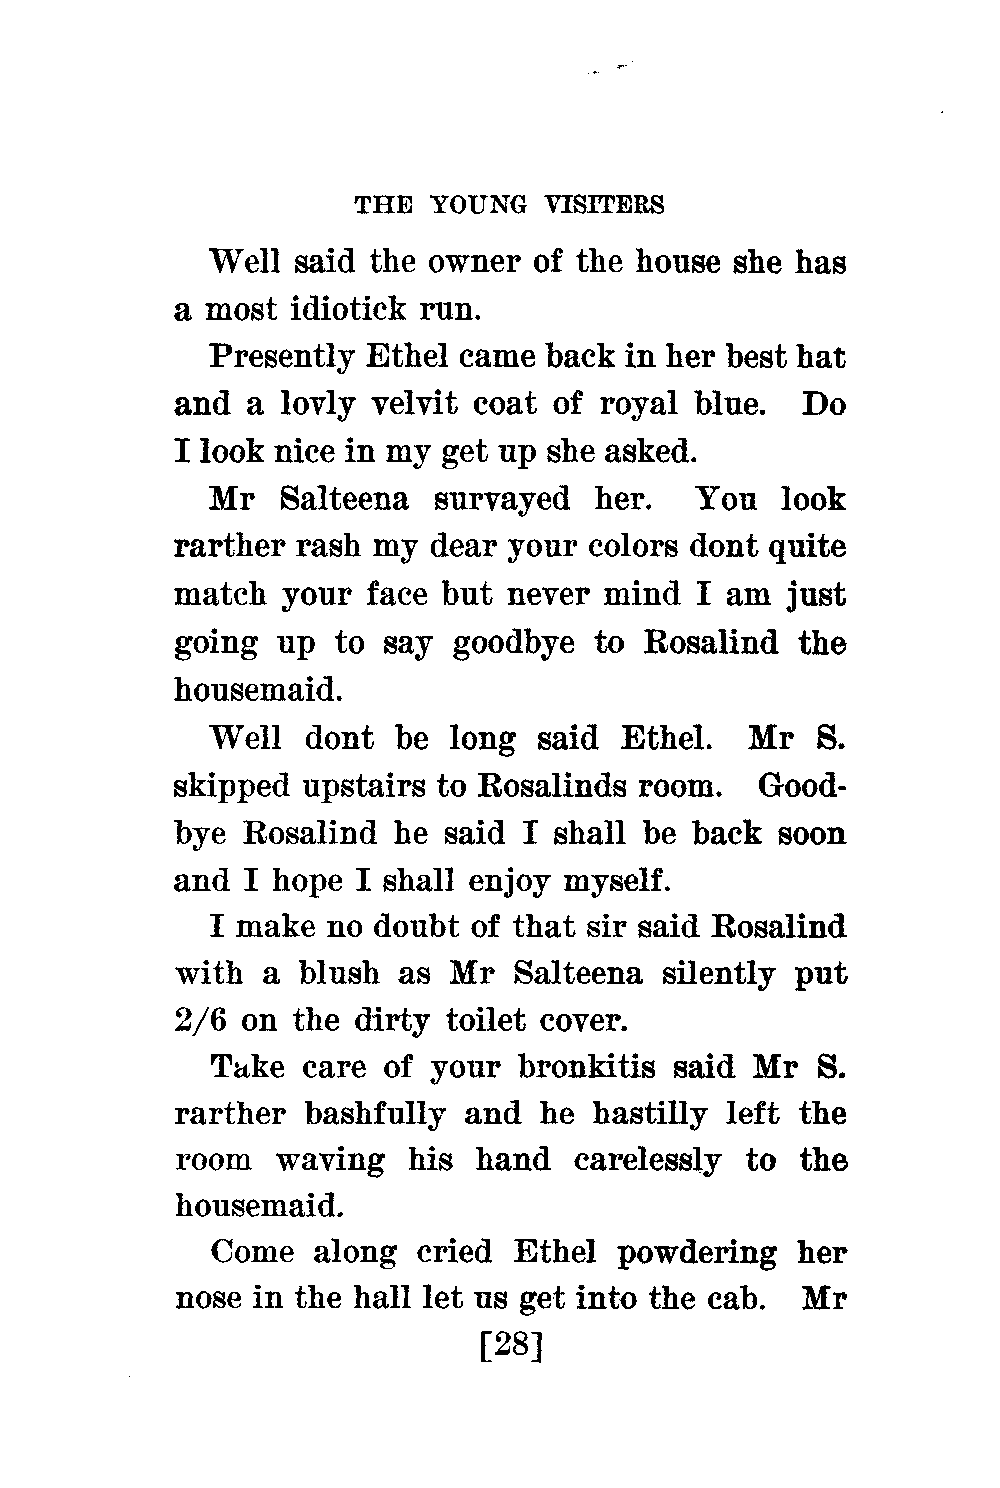 THE YOUNG VISITERS
Well said the owner of the house she has
a most idiotick run.
Presently Ethel came back in her best hat
and a lovly velvit coat of royal blue. Do
I look nice in my get up she asked.
Mr Salteena survayed her. You look
rarther rash my dear your colors dont quite
match your face but never mind I am just
going up to say goodbye to Rosalind the
housemaid.
Well dont be long said Ethel. Mr S.
skipped upstairs to Rosalinds room. Good-
bye Rosalind he said I shall be back soon
and I hope I shall enjoy myself.
I make no doubt of that sir said Rosalind
with a blush as Mr Salteena silently put
2/6 on the dirty toilet cover.
Take care of your bronkitis said Mr S.
rarther bashfully and he hastilly left the
room waving his hand carelessly to the
housemaid.
Come along cried Ethel powdering her
nose in the hall let us get into the cab. Mr
[28]